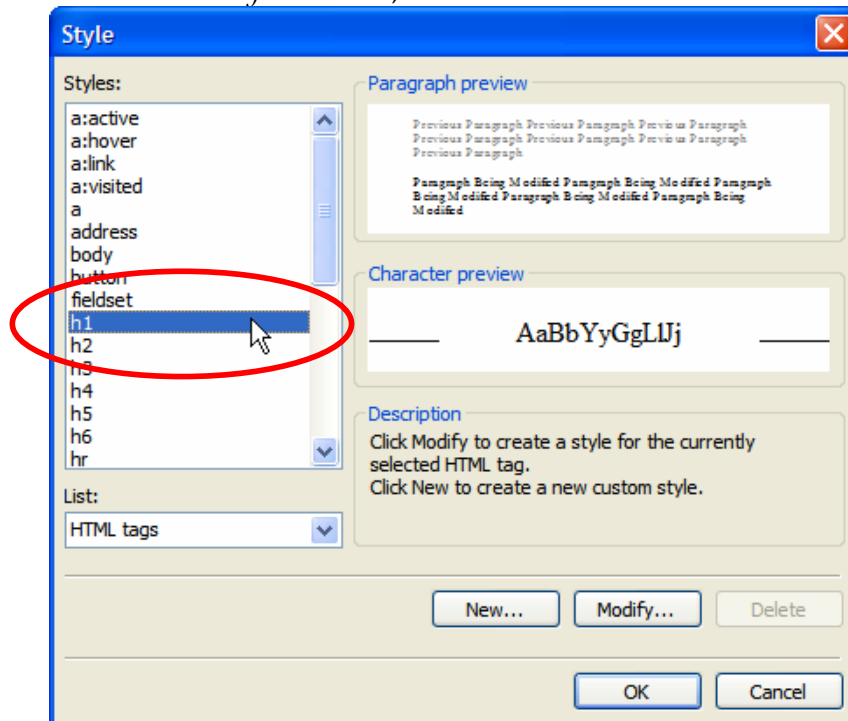 Style
Styles:
a:active
a:hover
a:link
a:visited
a
address
body
button
fieldset
h1
h2
h3
h4
h5
h6
hr
List:
HTML tags
Paragraph preview
Previous Paragraph Previous Paragraph Previous Paragraph
Previous Paragraph Previous Paragraph Previous Paragraph
Previous Paragraph
Paragraph Being Modified Paragraph Being Modified Paragraph
Being Modified Paragraph Being Modified Paragraph Being
Modified
Character preview
AaBbYyGgLlJj
Description
Click Modify to create a style for the currently
selected HTML tag.
Click New to create a new custom style.
New...
Modify...
Delete
OK
Cancel